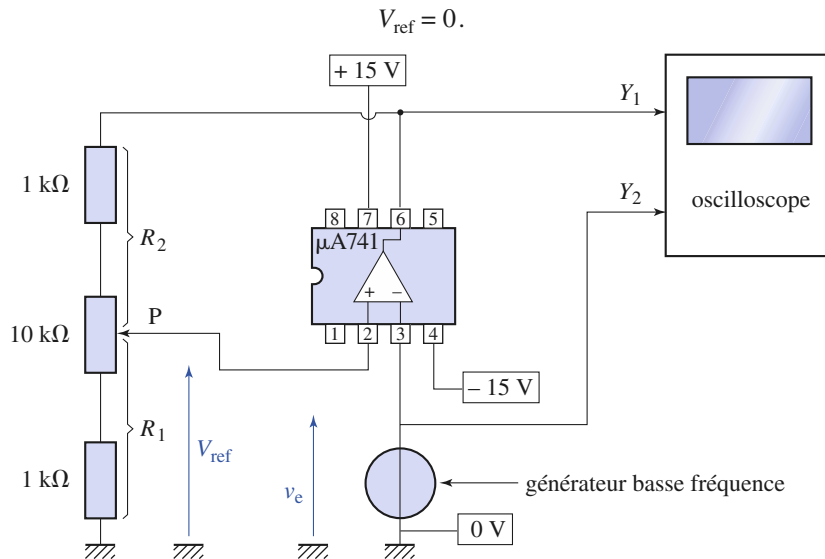 V_ref = 0.
+ 15 V
Y_1
1 kΩ
8 7 6 5
Y_2
oscilloscope
R_2
µA741
+ –
10 kΩ
P
1 2 3 4
– 15 V
R_1
V_ref
1 kΩ
v_e
générateur basse fréquence
0 V